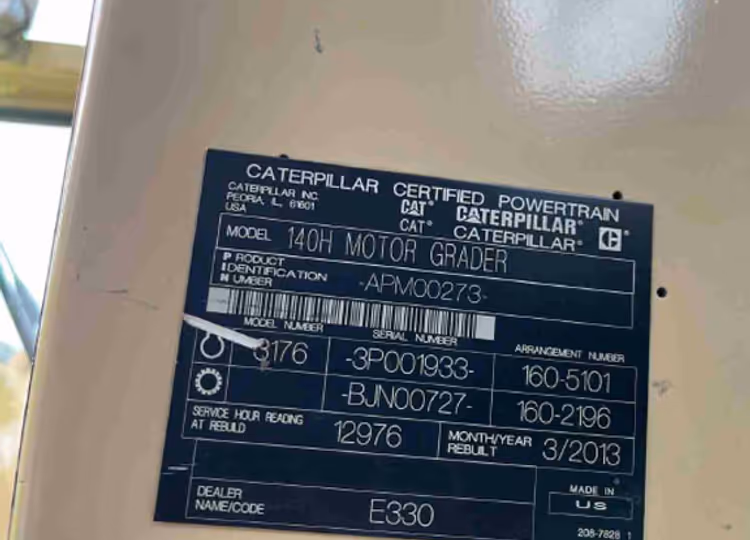 CATERPILLAR CERTIFIED POWERTRAIN
CATERPILLAR INC.
PEORIA, IL, 61601
USA
CAT® CATERPILLAR®
CAT® CATERPILLAR®
MODEL 140H MOTOR GRADER
PRODUCT
IDENTIFICATION
NUMBER
-APM00273-
MODEL NUMBER SERIAL NUMBER ARRANGEMENT NUMBER
3176 -3P001933- 160-5101
-BJN00727- 160-2196
SERVICE HOUR READING
AT REBUILD
12976
MONTH/YEAR
REBUILT
3/2013
DEALER
NAME/CODE
E330
MADE IN
US
208-7828 1